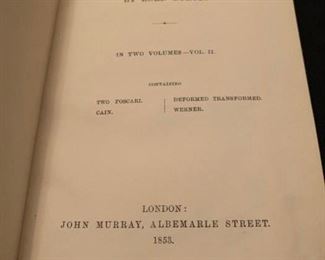 IN TWO VOLUMES—VOL. II.
CONTAINING
TWO FOSCARI. DEFORMED TRANSFORMED.
CAIN. WERNER.
LONDON:
JOHN MURRAY, ALBEMARLE STREET.
1853.